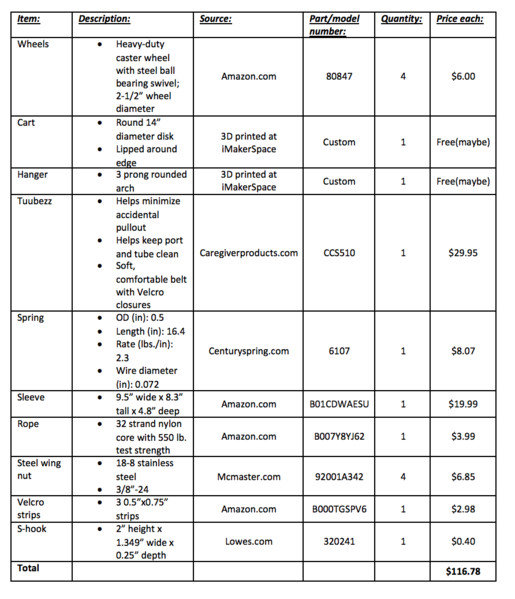 Item: Description: Source: Part/model number: Quantity: Price each:
Wheels • Heavy-duty caster wheel with steel ball bearing swivel; 2-1/2” wheel diameter Amazon.com 80847 4 $6.00
Cart • Round 14” diameter disk • Lipped around edge 3D printed at iMakerSpace Custom 1 Free(maybe)
Hanger • 3 prong rounded arch 3D printed at iMakerSpace Custom 1 Free(maybe)
Tuubezz • Helps minimize accidental pullout • Helps keep port and tube clean • Soft, comfortable belt with Velcro closures Caregiverproducts.com CCS510 1 $29.95
Spring • OD (in): 0.5 • Length (in): 16.4 • Rate (lbs./in): 2.3 • Wire diameter (in): 0.072 Centuryspring.com 6107 1 $8.07
Sleeve • 9.5” wide x 8.3” tall x 4.8” deep Amazon.com B01CDWAESU 1 $19.99
Rope • 32 strand nylon core with 550 lb. test strength Amazon.com B007Y8YJ62 1 $3.99
Steel wing nut • 18-8 stainless steel • 3/8”-24 Mcmaster.com 92001A342 4 $6.85
Velcro strips • 3 0.5”x0.75” strips Amazon.com B000TGSPV6 1 $2.98
S-hook • 2” height x 1.349” wide x 0.25” depth Lowes.com 320241 1 $0.40
Total $116.78